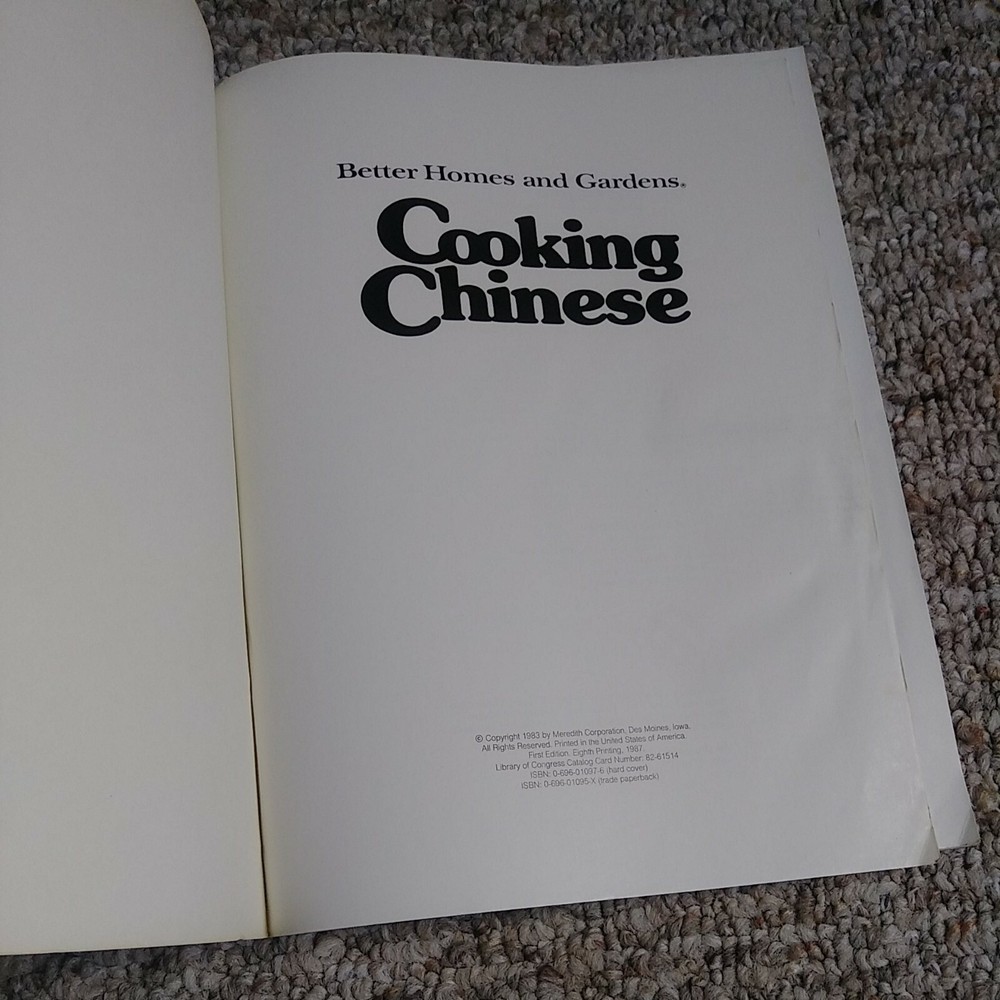 Better Homes and Gardens®
Cooking
Chinese
© Copyright 1983 by Meredith Corporation, Des Moines, Iowa.
All Rights Reserved. Printed in the United States of America.
First Edition. Eighth Printing, 1987.
Library of Congress Catalog Card Number: 82-61514
ISBN: 0-696-01097-6 (hard cover)
ISBN: 0-696-01095-X (trade paperback)